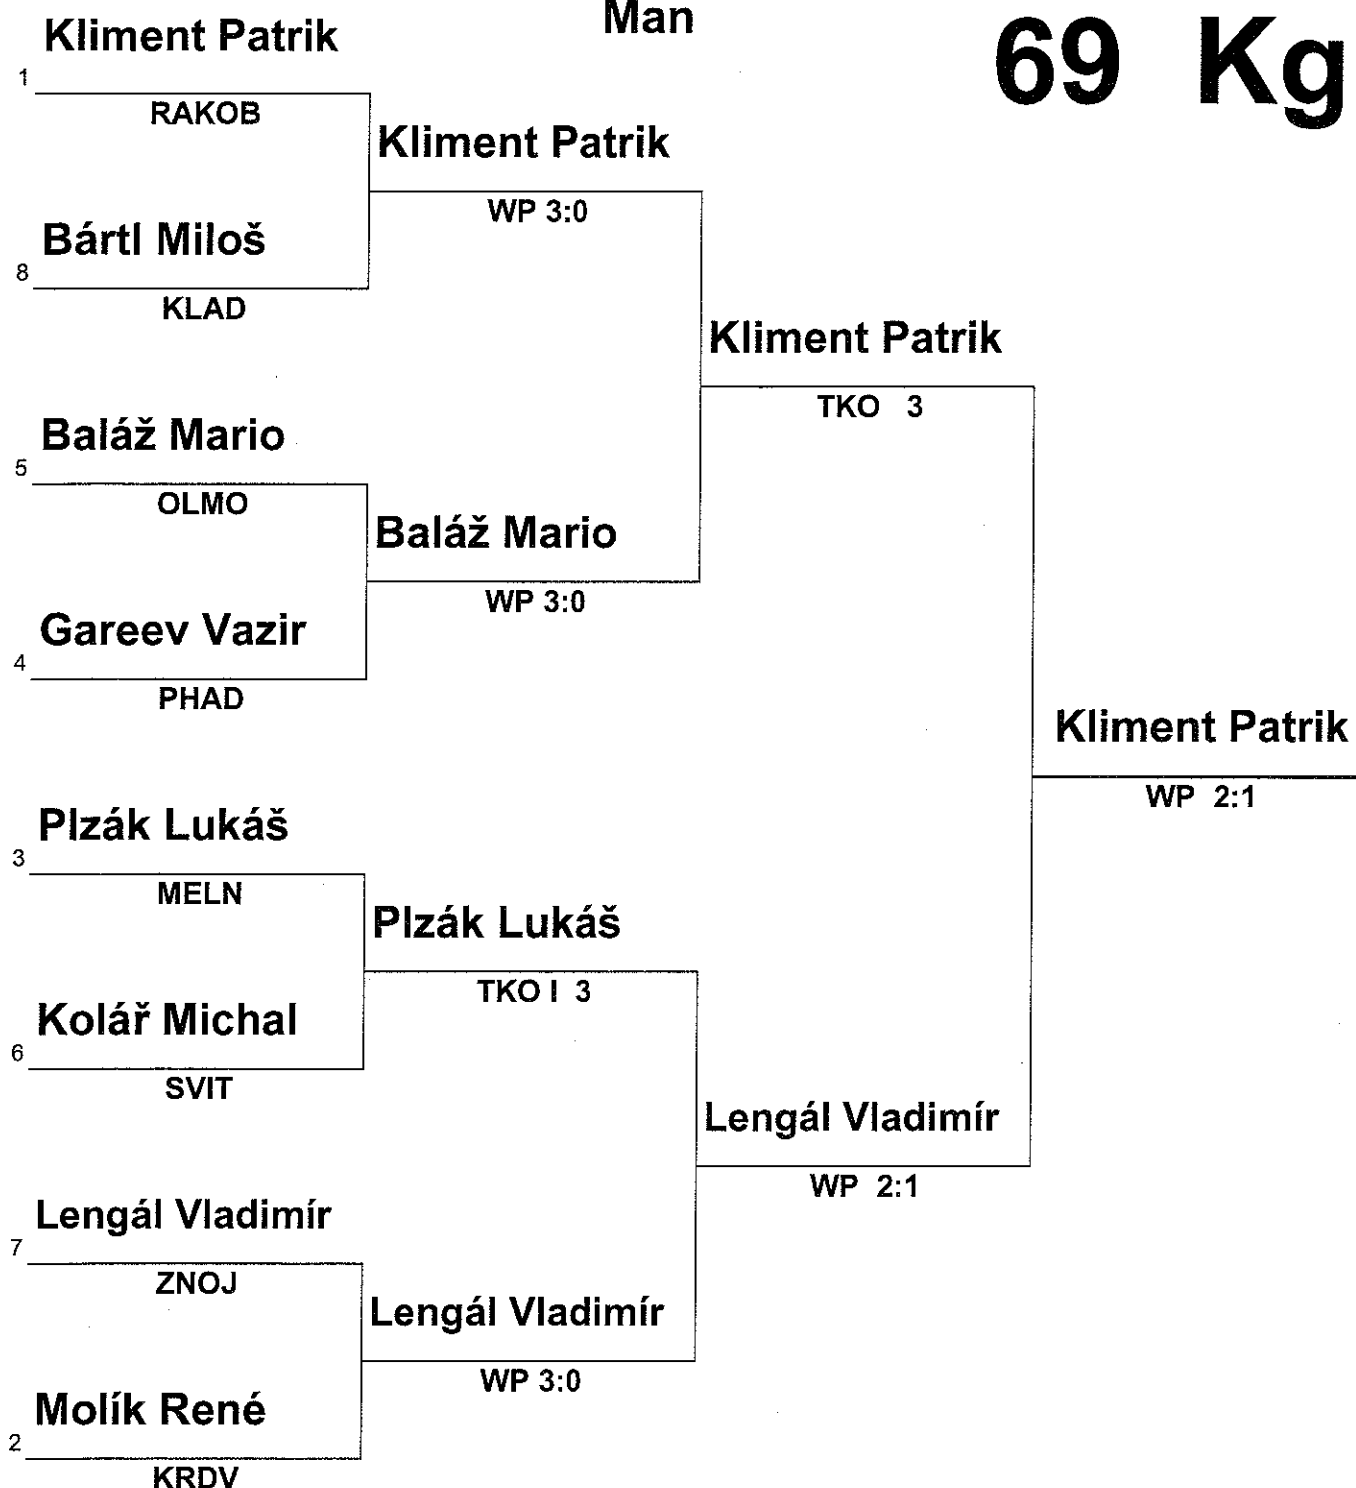 Man
69 Kg
Kliment Patrik
1
RAKOB
Kliment Patrik
WP 3:0
Bártl Miloš
8
KLAD
Kliment Patrik
TKO 3
Baláž Mario
5
OLMO
Baláž Mario
WP 3:0
Gareev Vazir
4
PHAD
Kliment Patrik
WP 2:1
Plzák Lukáš
3
MELN
Plzák Lukáš
TKO I 3
Kolář Michal
6
SVIT
Lengál Vladimír
WP 2:1
Lengál Vladimír
7
ZNOJ
Lengál Vladimír
WP 3:0
Molík René
2
KRDV